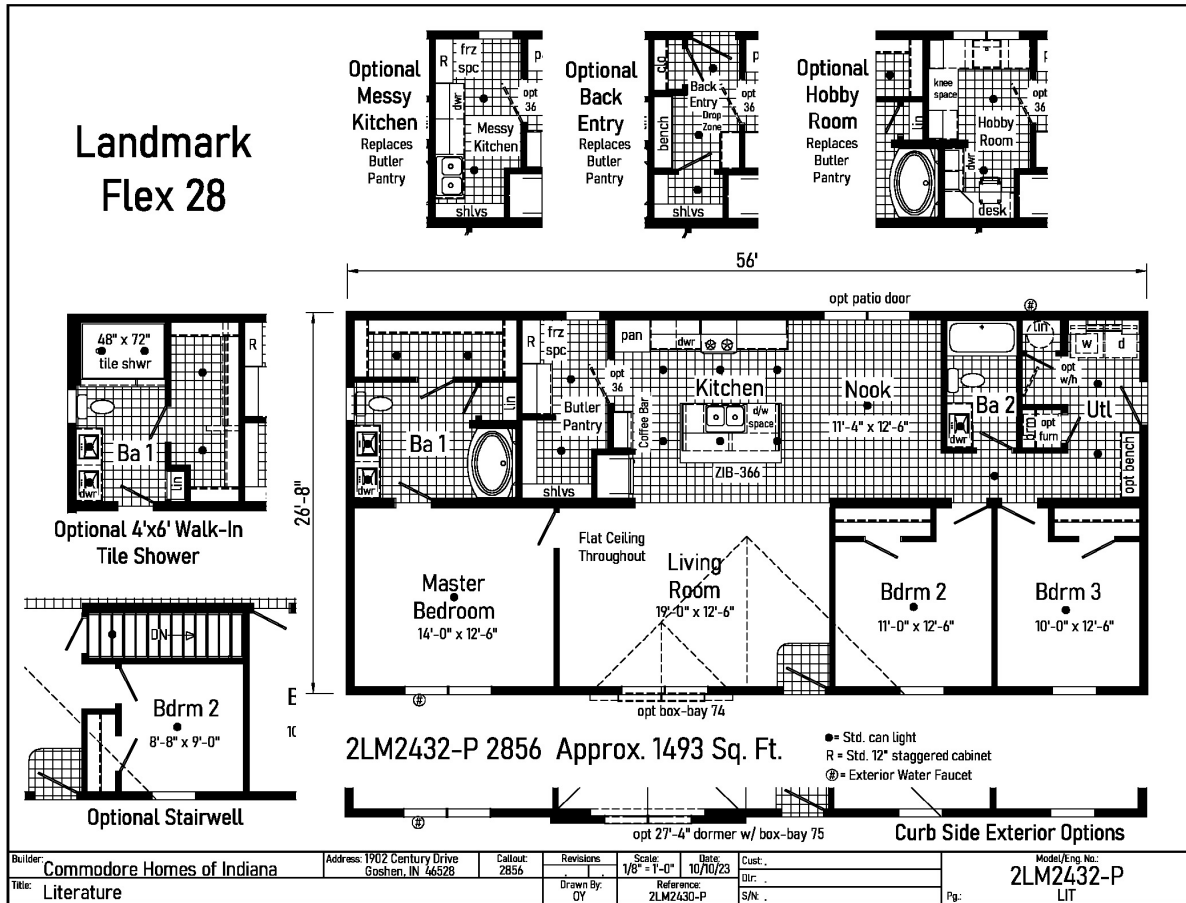 Landmark
Flex 28
Optional
Messy
Kitchen
Replaces
Butler
Pantry
R
frz
spc
dwr
opt
36
Messy
Kitchen
shlvs
Optional
Back
Entry
Replaces
Butler
Pantry
clg
bench
Back
Entry
Drop
Zone
opt
36
shlvs
Optional
Hobby
Room
Replaces
Butler
Pantry
lin
knee
space
opt
36
Hobby
Room
dwr
desk
56'
opt patio door
26'-8"
48" x 72"
tile shwr
R
Ba 1
dwr
lin
Optional 4'x6' Walk-In
Tile Shower
DN
Bdrm 2
8'-8" x 9'-0"
Optional Stairwell
R
frz
spc
opt
36
pan
dwr
Kitchen
Nook
11'-4" x 12'-6"
Coffee Bar
d/w
space
ZIB-366
Butler
Pantry
shlvs
lin
Ba 1
dwr
Ba 2
dwr
lin
w
d
opt
w/h
Utl
brm
opt
furn
opt bench
Master
Bedroom
14'-0" x 12'-6"
Flat Ceiling
Throughout
Living
Room
19'-0" x 12'-6"
Bdrm 2
11'-0" x 12'-6"
Bdrm 3
10'-0" x 12'-6"
#
#
opt box-bay 74
2LM2432-P 2856 Approx. 1493 Sq. Ft.
= Std. can light
R = Std. 12" staggered cabinet
# = Exterior Water Faucet
#
opt 27'-4" dormer w/ box-bay 75
Curb Side Exterior Options
Builder: Commodore Homes of Indiana
Title: Literature
Address: 1902 Century Drive
Goshen, IN 46528
Callout:
2856
Revisions
Scale:
1/8" = 1'-0"
Date:
10/10/23
Drawn By:
OY
Reference:
2LM2430-P
Cust: .
Dlr: .
S/N: .
Model/Eng. No.:
2LM2432-P
Pg.: LIT